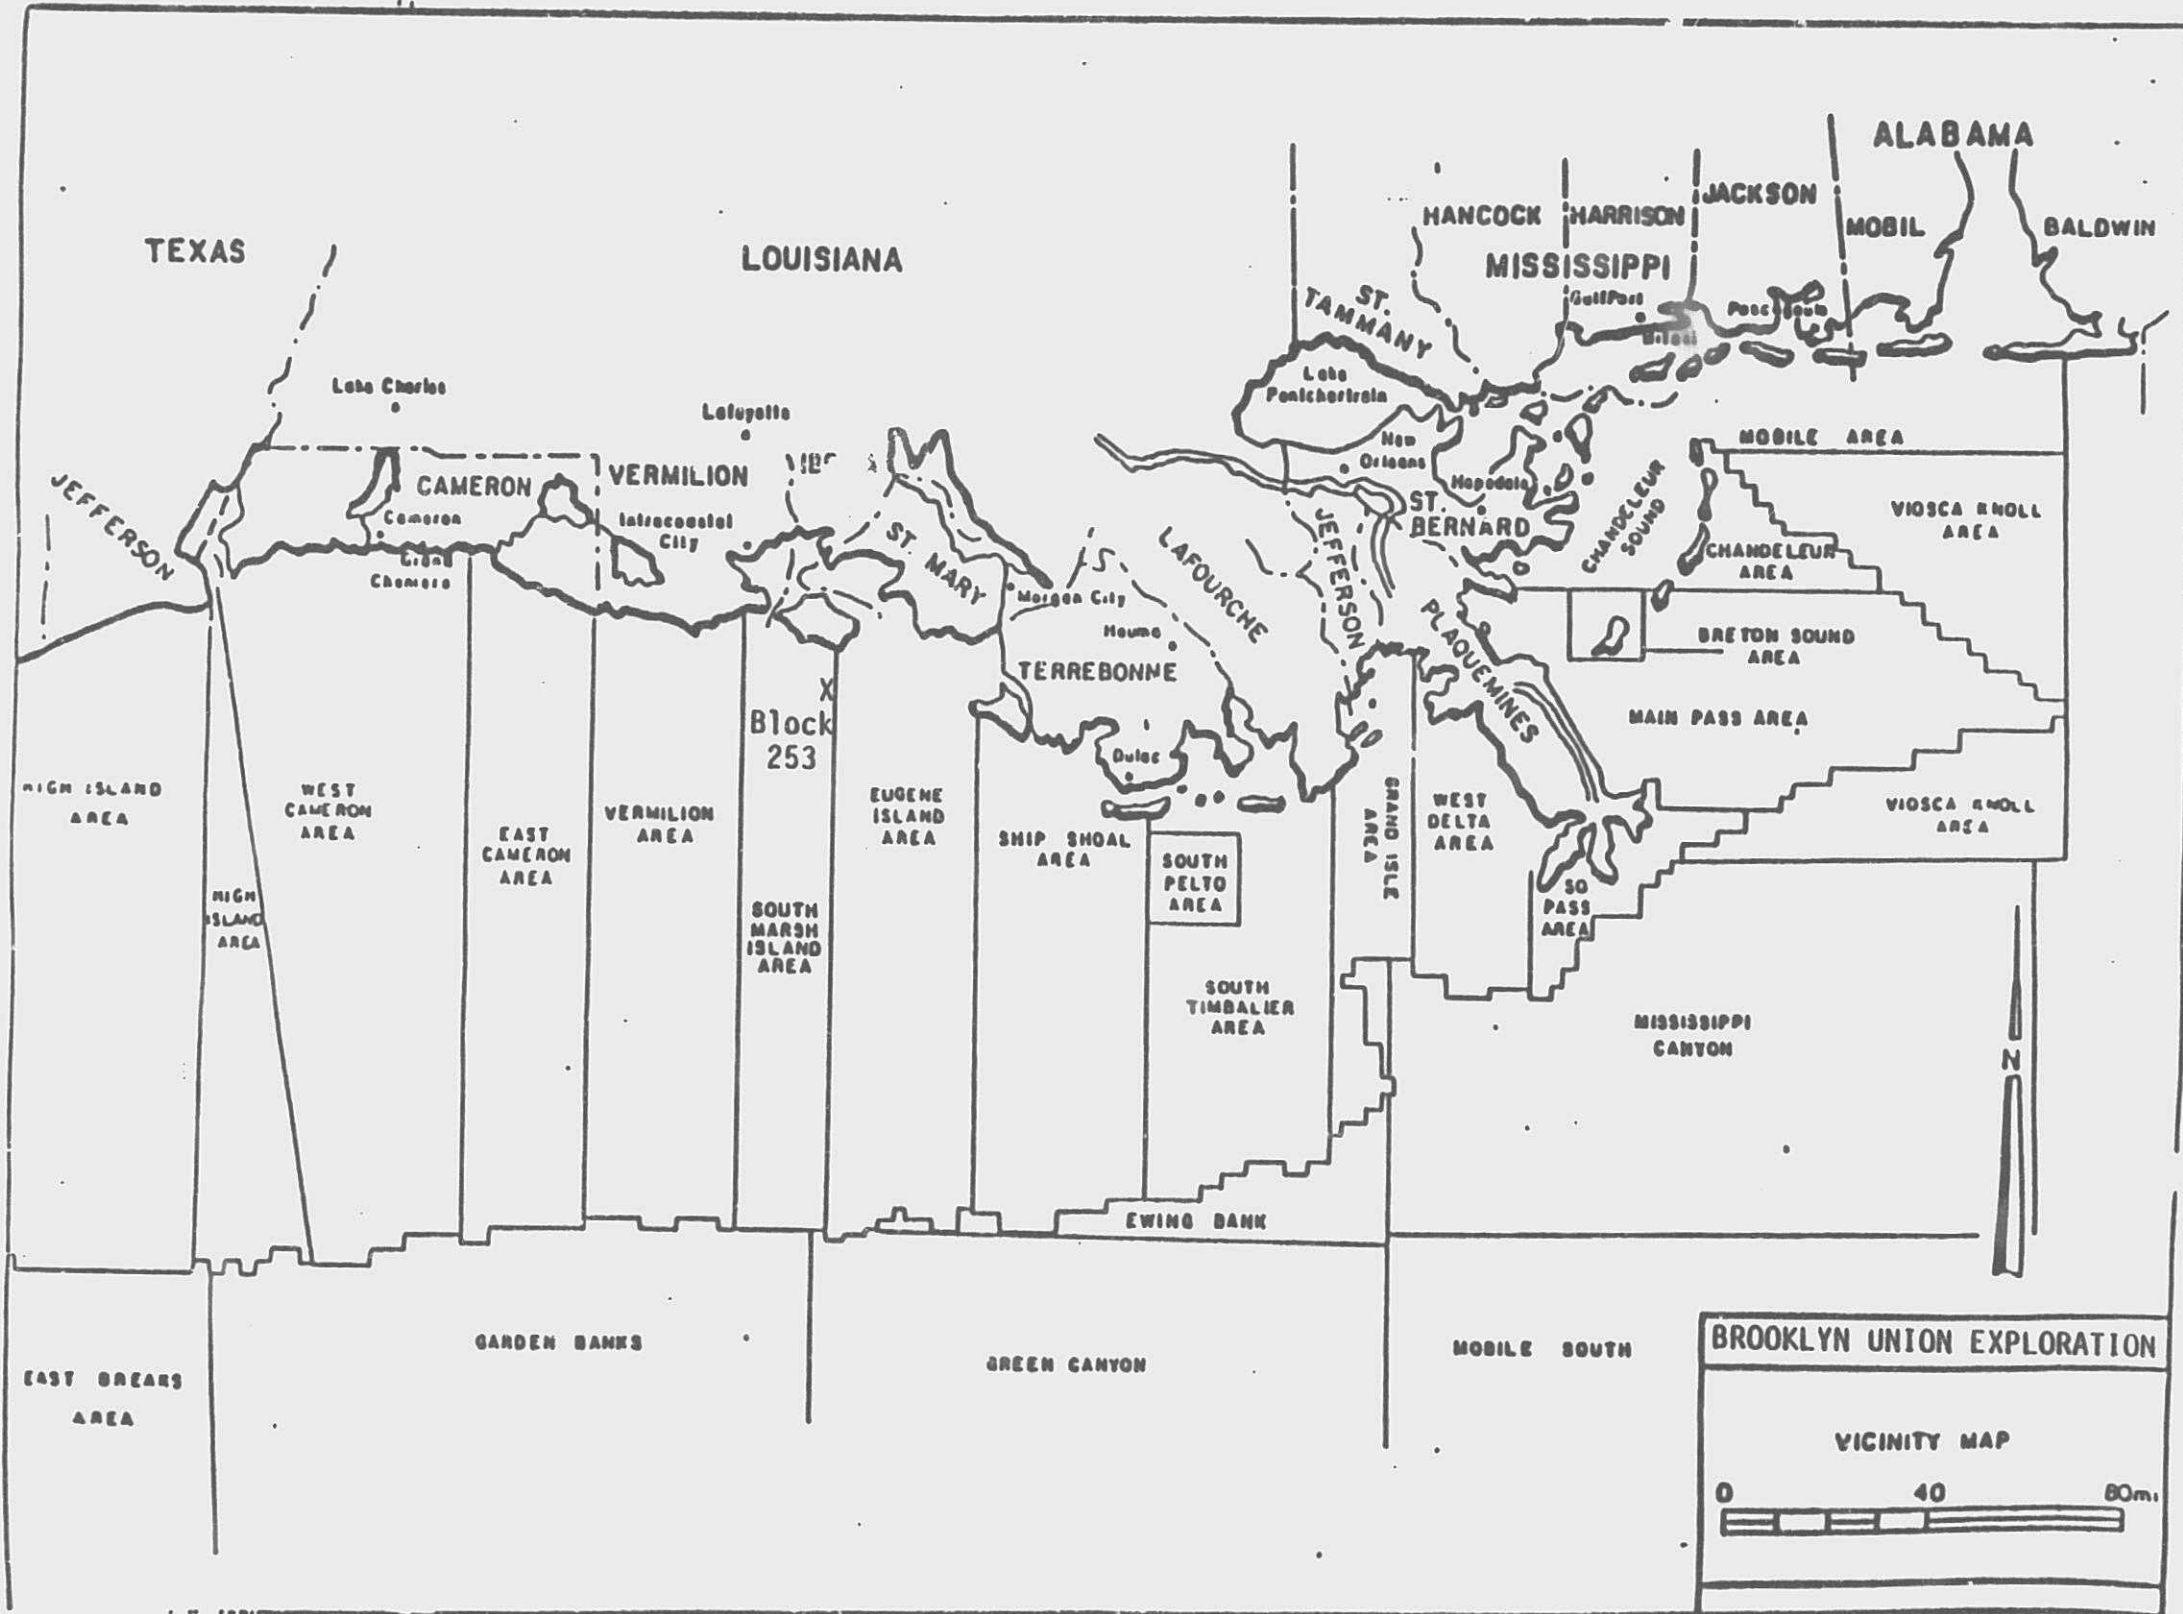 ALABAMA
JACKSON
HANCOCK
HARRISON
MOBIL
BALDWIN
TEXAS
LOUISIANA
MISSISSIPPI
ST.
TAMMANY
GulfPort
Biloxi
Lake Charles
Lake
Pontchartrain
Lafayette
New
Orleans
MOBILE AREA
JEFFERSON
CAMERON
VERMILION
Hopedale
CHANDELEUR
SOUND
VIOSCA KNOLL
AREA
Cameron
Intracoastal
City
ST. MARY
LAFOURCHE
JEFFERSON
ST.
BERNARD
CHANDELEUR
AREA
Grand
Morgan City
Houma
TERREBONNE
PLAQUEMINES
BRETON SOUND
AREA
X
Block
253
MAIN PASS AREA
Dulac
HIGH ISLAND
AREA
WEST
CAMERON
AREA
EAST
CAMERON
AREA
VERMILION
AREA
EUGENE
ISLAND
AREA
SHIP SHOAL
AREA
SOUTH
PELTO
AREA
GRAND ISLE
AREA
WEST
DELTA
AREA
VIOSCA KNOLL
AREA
HIGH
ISLAND
AREA
SOUTH
MARSH
ISLAND
AREA
SO
PASS
AREA
SOUTH
TIMBALIER
AREA
MISSISSIPPI
CANYON
N
EWING BANK
GARDEN BANKS
GREEN CANYON
MOBILE SOUTH
EAST BREAKS
AREA
BROOKLYN UNION EXPLORATION
VICINITY MAP
0 40 80mi